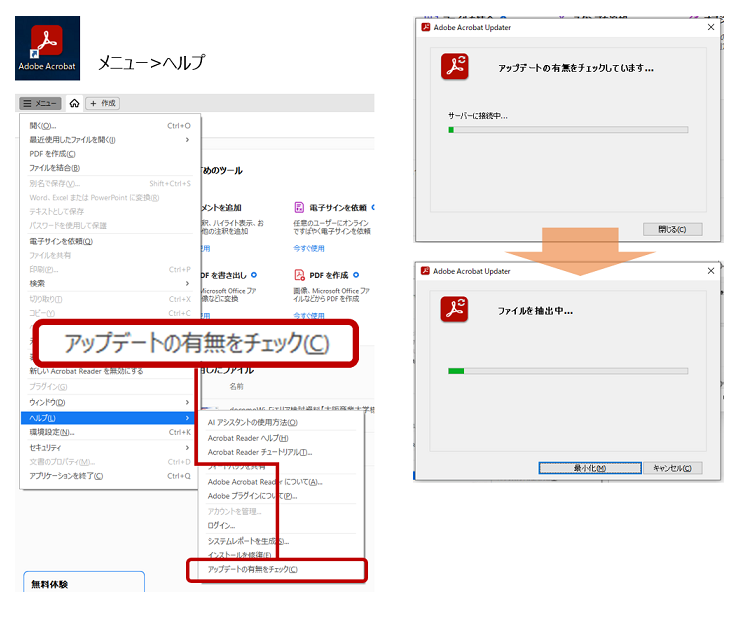 Adobe Acrobat
メニュー>ヘルプ
メニュー
作成
開く(O)... Ctrl+O
最近使用したファイルを開く(I)
PDF を作成(C)
ファイルを結合(B)
別名で保存(V)... Shift+Ctrl+S
Word、Excel または PowerPoint に変換(R)
テキストとして保存
パスワードを使用して保護
電子サインを依頼(Q)
ファイルを共有
印刷(P)... Ctrl+P
検索
切り取り(T) Ctrl+X
コピー(Y) Ctrl+C
アップデートの有無をチェック(C)
新しい Acrobat Reader を無効にする
プラグイン(G)
ウィンドウ(D)
ヘルプ(L)
環境設定(N)... Ctrl+K
セキュリティ
文書のプロパティ(M)... Ctrl+D
アプリケーションを終了(C) Ctrl+Q
めのツール
メントを追加
釈、ハイライト表示、お
他の注釈を追加
使用
電子サインを依頼
任意のユーザーにオンライン
ですばやく電子サインを依頼
今すぐ使用
DF を書き出し
Microsoft Office ファ
像などに変換
使用
PDF を作成
画像、Microsoft Office ファ
イルなどから PDF を作成
今すぐ使用
用したファイル
名前
AI アシスタントの使用方法(O)
Acrobat Reader ヘルプ(H)
Acrobat Reader チュートリアル(T)...
フィードバックを共有
Adobe Acrobat Reader について(A)...
Adobe プラグインについて(P)...
アカウントを管理...
ログイン...
システムレポートを生成(S)...
インストールを修復(F)
アップデートの有無をチェック(C)
無料体験
Adobe Acrobat Updater
アップデートの有無をチェックしています...
サーバーに接続中...
閉じる(C)
Adobe Acrobat Updater
ファイルを抽出中...
最小化(M)
キャンセル(C)